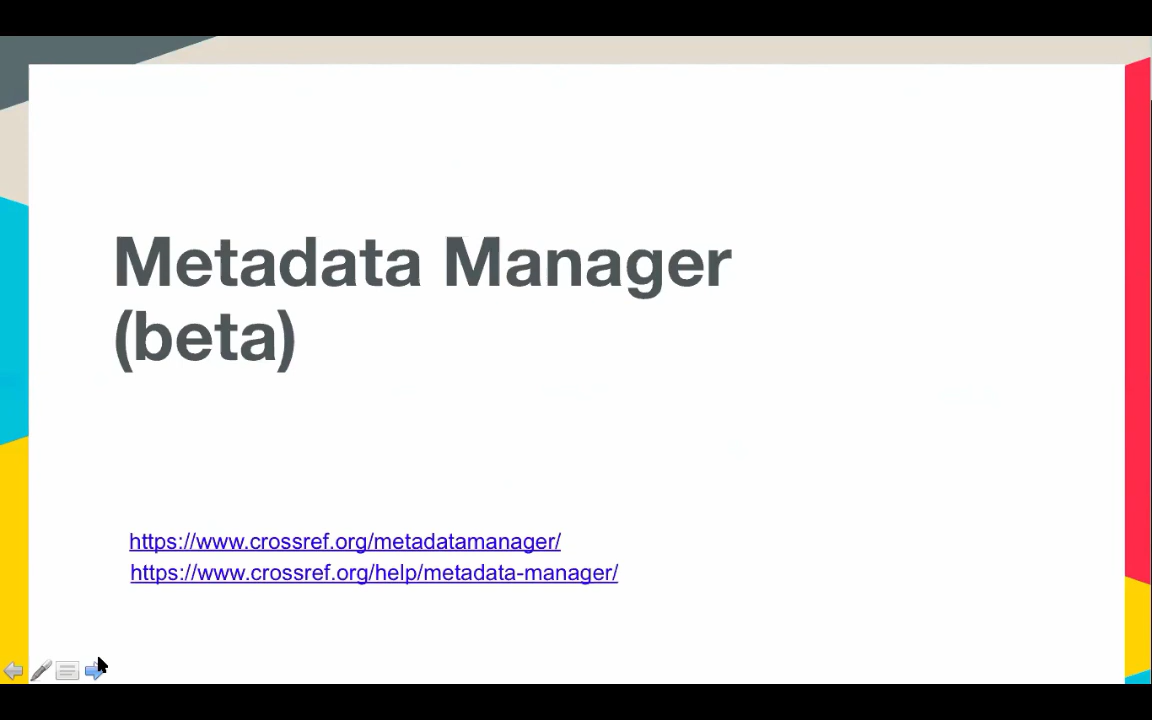 Metadata Manager
(beta)
https://www.crossref.org/metadatamanager/
https://www.crossref.org/help/metadata-manager/